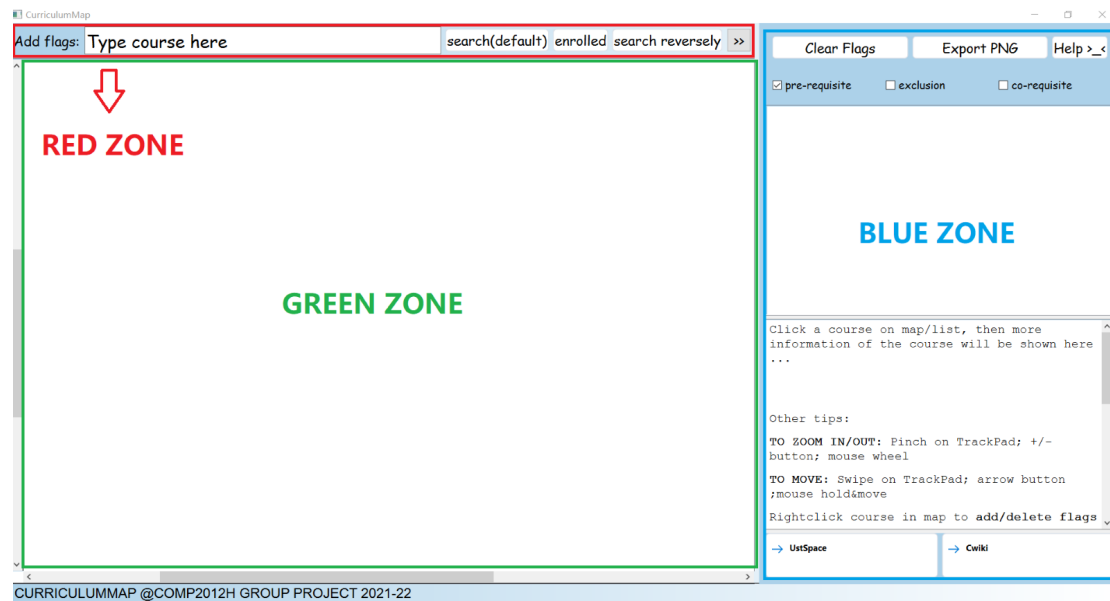 CurriculumMap
Add flags: Type course here search(default) enrolled search reversely >>
Clear Flags Export PNG Help >_<
pre-requisite exclusion co-requisite
RED ZONE
GREEN ZONE
BLUE ZONE
Click a course on map/list, then more
information of the course will be shown here
...
Other tips:
TO ZOOM IN/OUT: Pinch on TrackPad; +/-
button; mouse wheel
TO MOVE: Swipe on TrackPad; arrow button
;mouse hold&move
Rightclick course in map to add/delete flags
→ UstSpace → Cwiki
CURRICULUMMAP @COMP2012H GROUP PROJECT 2021-22